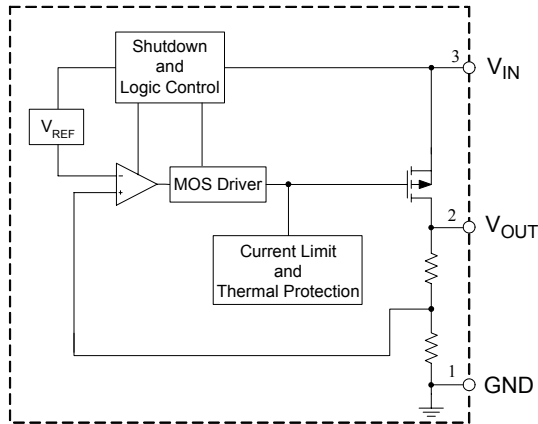 Shutdown
and
Logic Control
3
VIN
VREF
-
+
MOS Driver
2
VOUT
Current Limit
and
Thermal Protection
1
GND